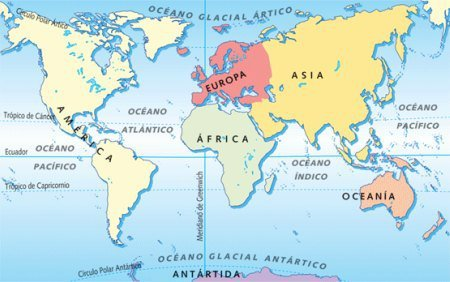 OCÉANO GLACIAL ÁRTICO
Círculo Polar Ártico
EUROPA
ASIA
OCÉANO
PACÍFICO
OCÉANO
ATLÁNTICO
Trópico de Cáncer
AMÉRICA
ÁFRICA
Ecuador
OCÉANO
PACÍFICO
OCÉANO
ÍNDICO
Trópico de Capricornio
OCEANÍA
Meridiano de Greenwich
OCÉANO GLACIAL ANTÁRTICO
Círculo Polar Antártico
ANTÁRTIDA